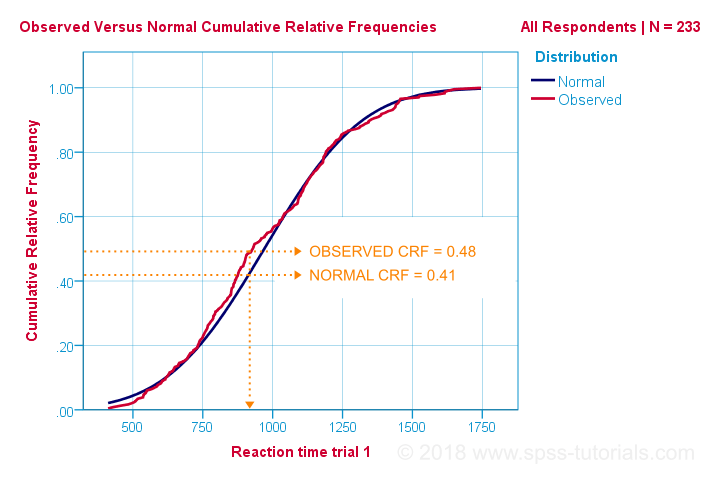 Observed Versus Normal Cumulative Relative Frequencies
All Respondents | N = 233
Distribution
Normal
Observed
Cumulative Relative Frequency
1.00
.80
.60
.40
.20
.00
OBSERVED CRF = 0.48
NORMAL CRF = 0.41
500 750 1000 1250 1500 1750
Reaction time trial 1
© 2018 www.spss-tutorials.com